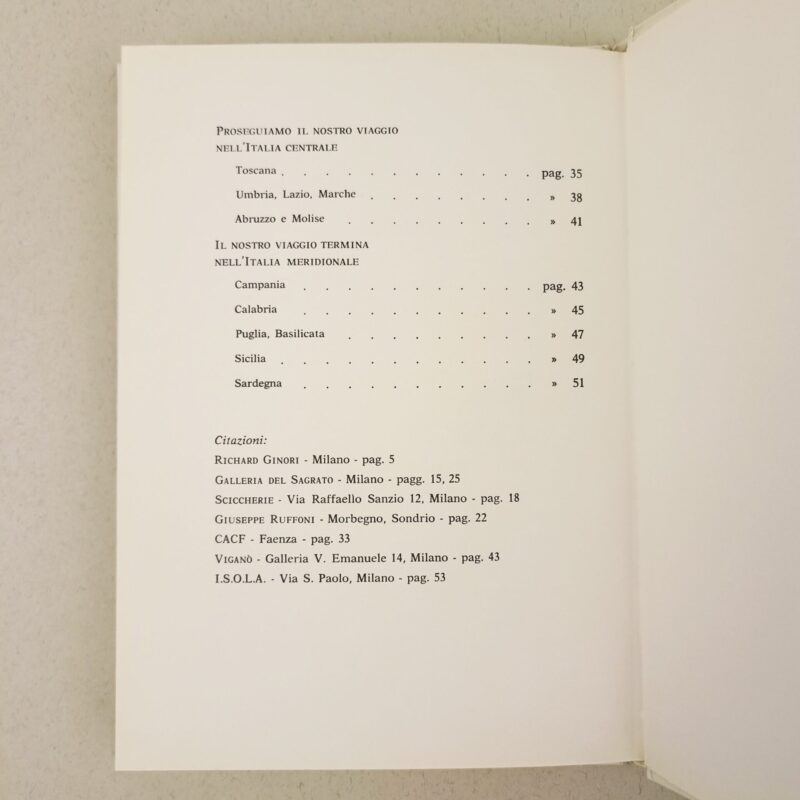 Proseguiamo il nostro viaggio
nell'Italia centrale
Toscana . . . . . . . . . . . . pag. 35
Umbria, Lazio, Marche . . . . . . . . » 38
Abruzzo e Molise . . . . . . . . . » 41
Il nostro viaggio termina
nell'Italia meridionale
Campania . . . . . . . . . . . pag. 43
Calabria . . . . . . . . . . . » 45
Puglia, Basilicata . . . . . . . . . » 47
Sicilia . . . . . . . . . . . . » 49
Sardegna . . . . . . . . . . . » 51
Citazioni:
Richard Ginori - Milano - pag. 5
Galleria del Sagrato - Milano - pagg. 15, 25
Sciccherie - Via Raffaello Sanzio 12, Milano - pag. 18
Giuseppe Ruffoni - Morbegno, Sondrio - pag. 22
CACF - Faenza - pag. 33
Viganò - Galleria V. Emanuele 14, Milano - pag. 43
I.S.O.L.A. - Via S. Paolo, Milano - pag. 53